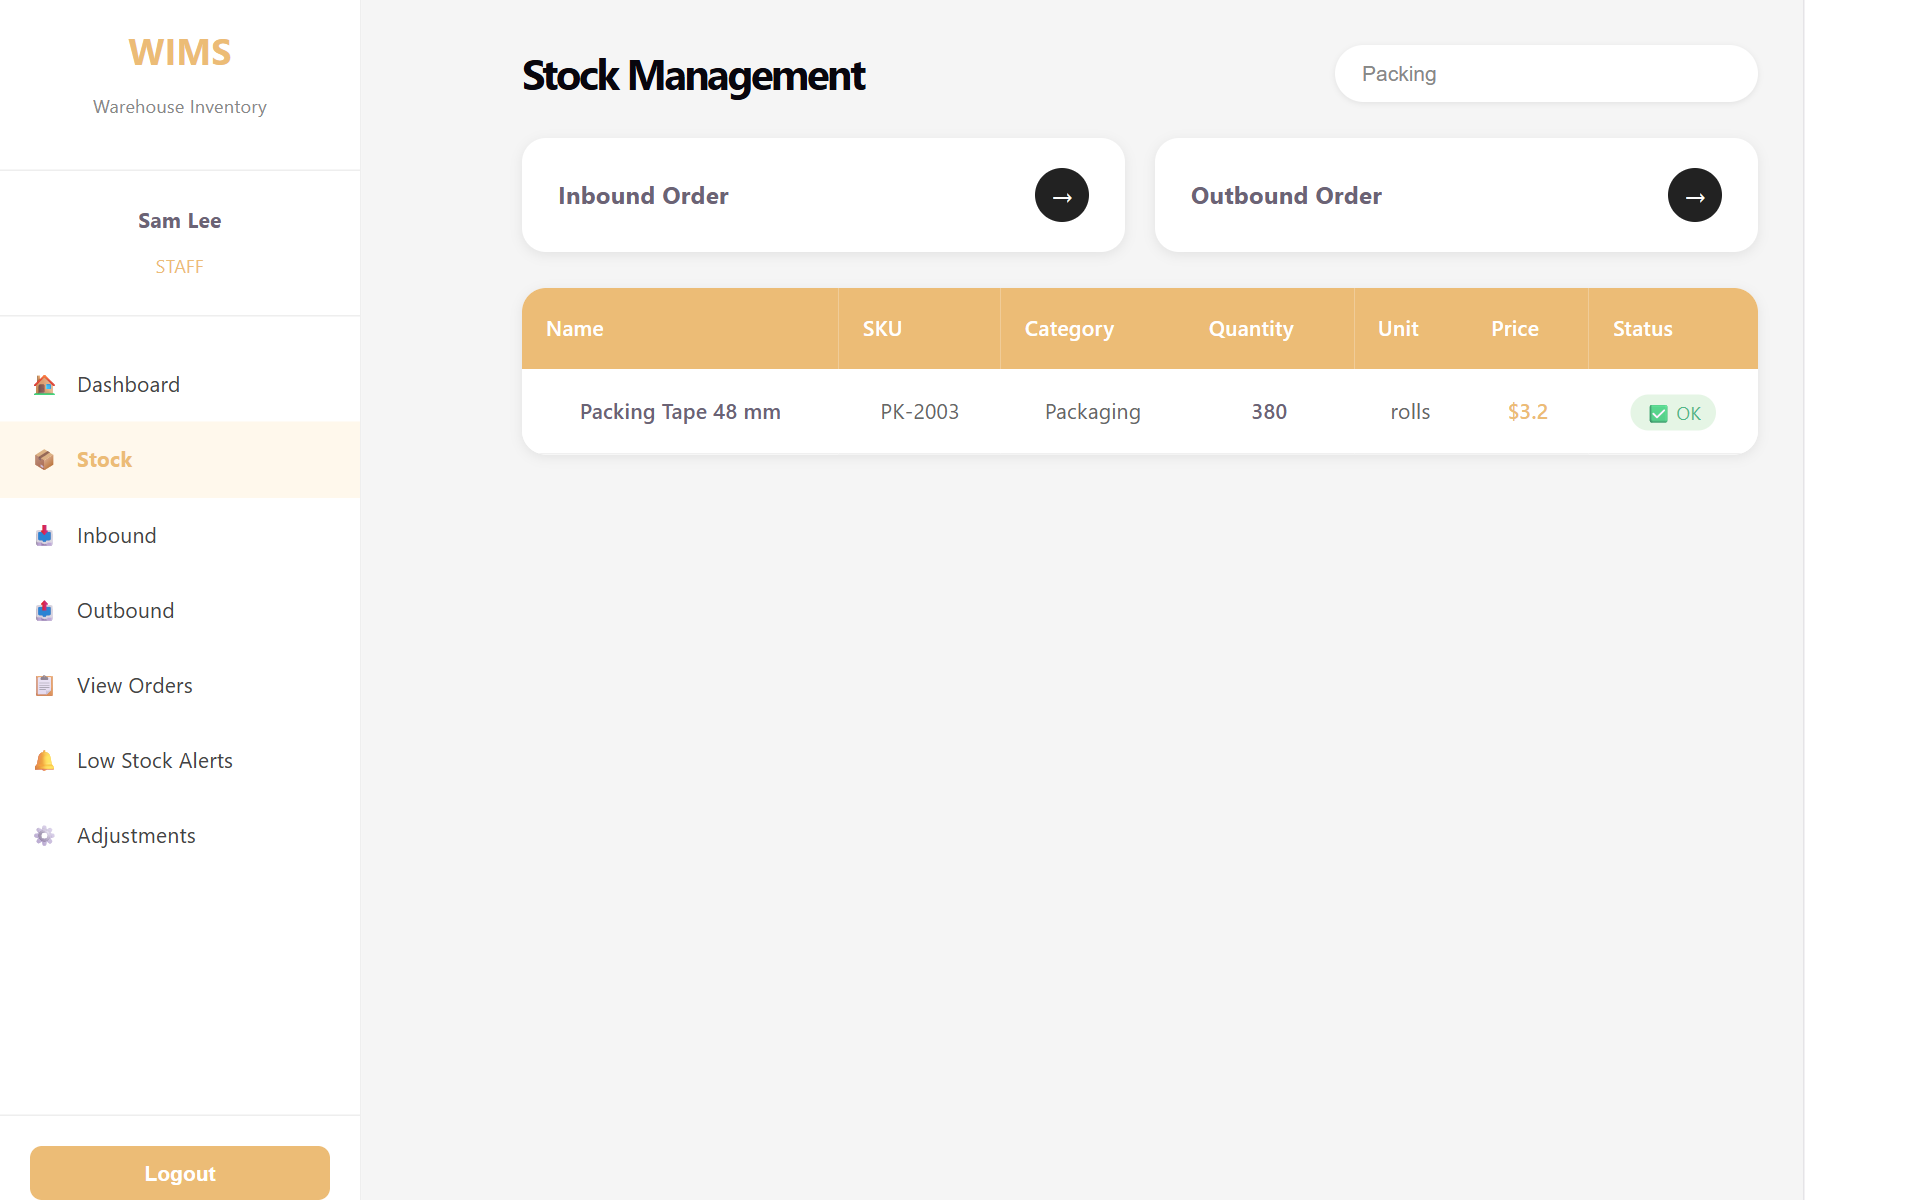 WIMS
Warehouse Inventory
Sam Lee
STAFF
Dashboard
Stock
Inbound
Outbound
View Orders
Low Stock Alerts
Adjustments
Logout
Stock Management
Packing
Inbound Order →
Outbound Order →
Name SKU Category Quantity Unit Price Status
Packing Tape 48 mm PK-2003 Packaging 380 rolls $3.2 ✅ OK